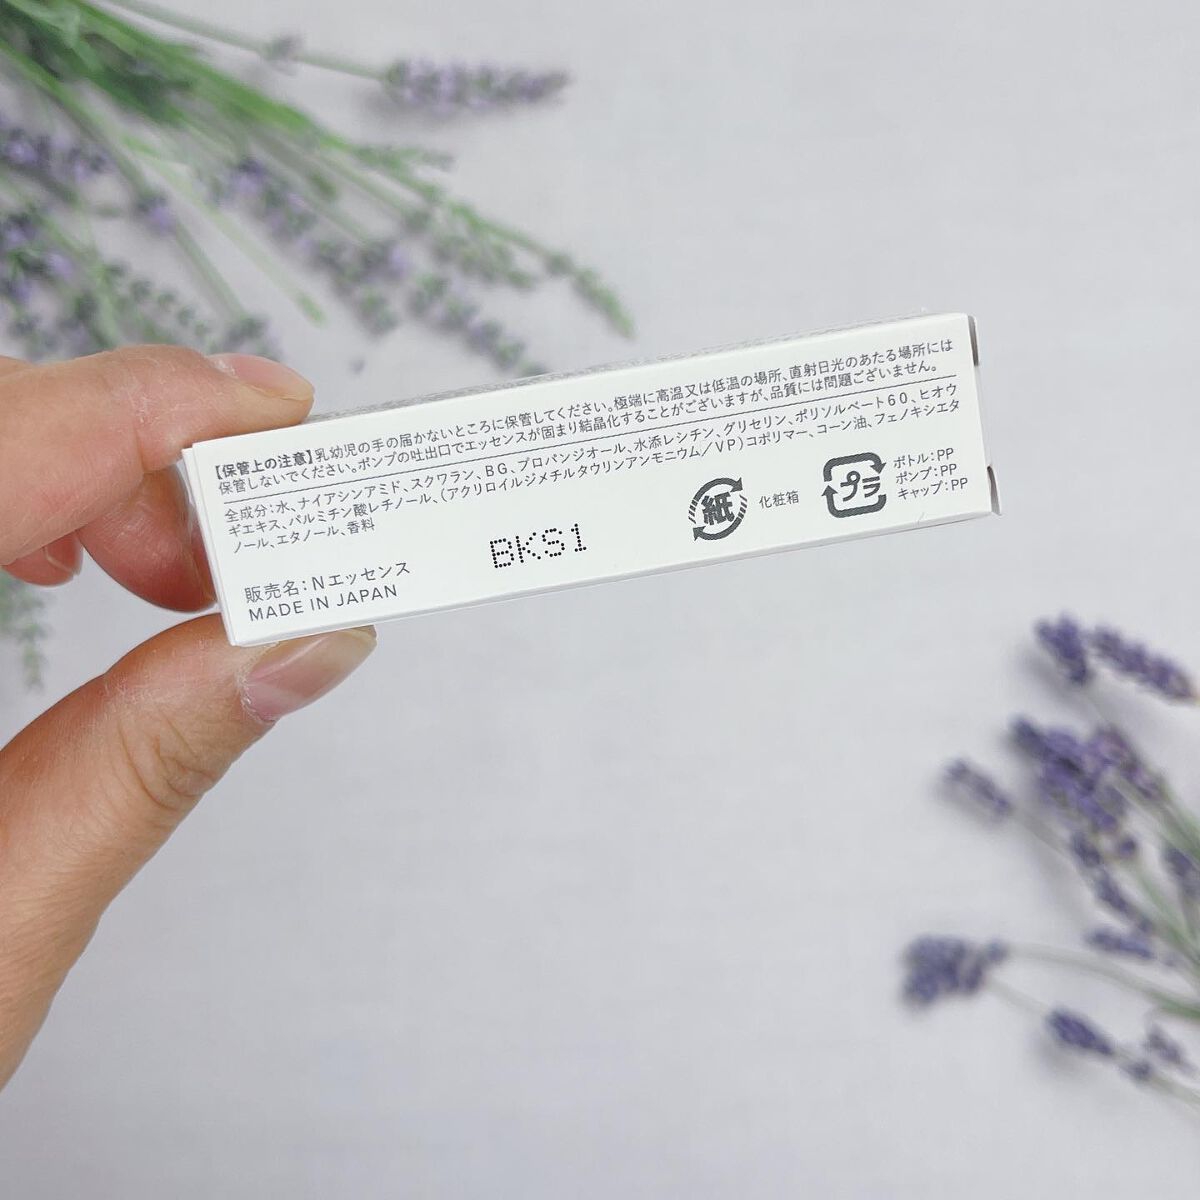 【保管上の注意】乳幼児の手の届かないところに保管してください。極端に高温又は低温の場所、直射日光のあたる場所には
保管しないでください。ポンプの吐出口でエッセンスが固まり結晶化することがございますが、品質には問題ございません。
全成分:水、ナイアシンアミド、スクワラン、BG、プロパンジオール、水添レシチン、グリセリン、ポリソルベート60、ヒオウ
ギエキス、パルミチン酸レチノール、(アクリロイルジメチルタウリンアンモニウム/VP)コポリマー、コーン油、フェノキシエタ
ノール、エタノール、香料
販売名:Nエッセンス
MADE IN JAPAN
BKS1
紙
化粧箱
プラ
ボトル:PP
ポンプ:PP
キャップ:PP